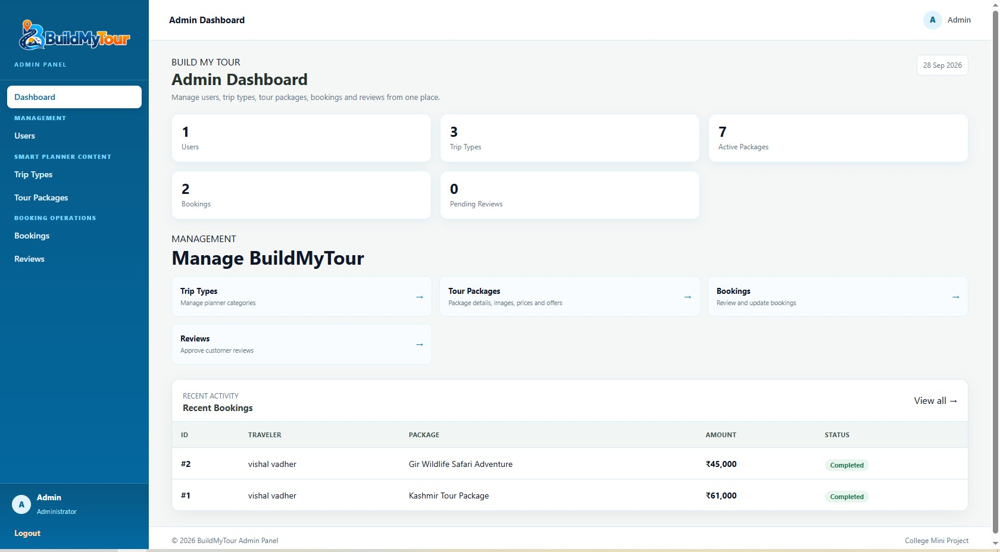 BuildMyTour
ADMIN PANEL
Dashboard
MANAGEMENT
Users
SMART PLANNER CONTENT
Trip Types
Tour Packages
BOOKING OPERATIONS
Bookings
Reviews
A
Admin
Administrator
Logout
Admin Dashboard
A Admin
BUILD MY TOUR
Admin Dashboard
Manage users, trip types, tour packages, bookings and reviews from one place.
28 Sep 2026
1
Users
3
Trip Types
7
Active Packages
2
Bookings
0
Pending Reviews
MANAGEMENT
Manage BuildMyTour
Trip Types
Manage planner categories
→
Tour Packages
Package details, images, prices and offers
→
Bookings
Review and update bookings
→
Reviews
Approve customer reviews
→
RECENT ACTIVITY
Recent Bookings
View all →
ID TRAVELER PACKAGE AMOUNT STATUS
#2 vishal vadher Gir Wildlife Safari Adventure ₹45,000 Completed
#1 vishal vadher Kashmir Tour Package ₹61,000 Completed
© 2026 BuildMyTour Admin Panel
College Mini Project